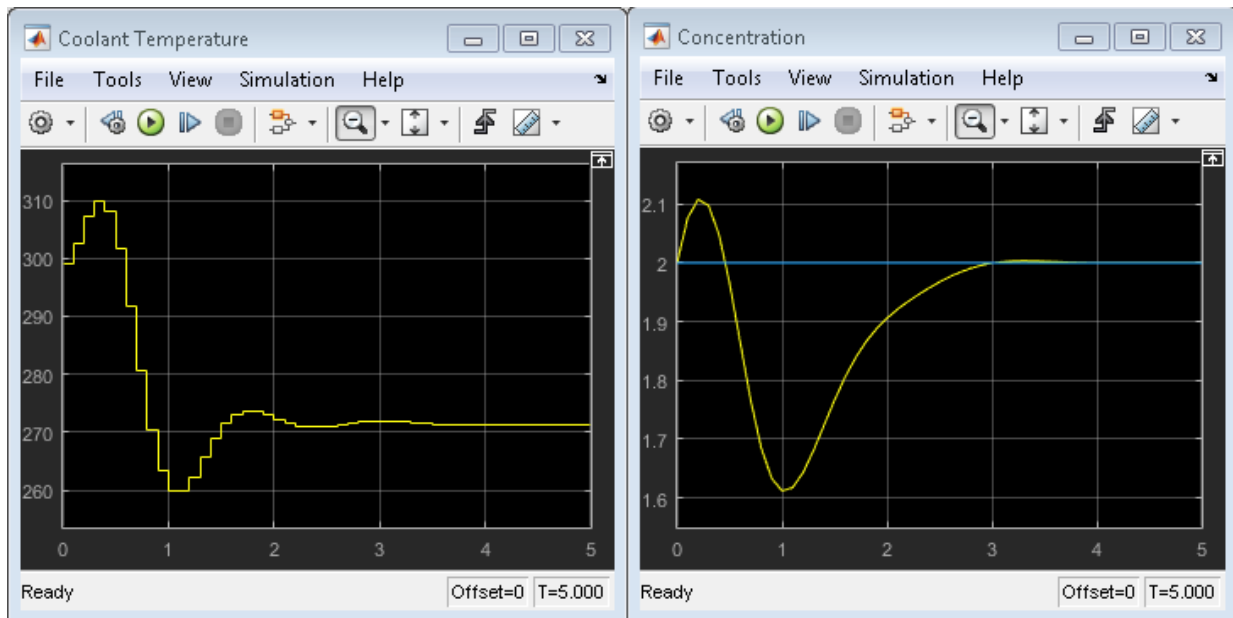 Coolant Temperature
File Tools View Simulation Help
310
300
290
280
270
260
0 1 2 3 4 5
Ready Offset=0 T=5.000
Concentration
File Tools View Simulation Help
2.1
2
1.9
1.8
1.7
1.6
0 1 2 3 4 5
Ready Offset=0 T=5.000